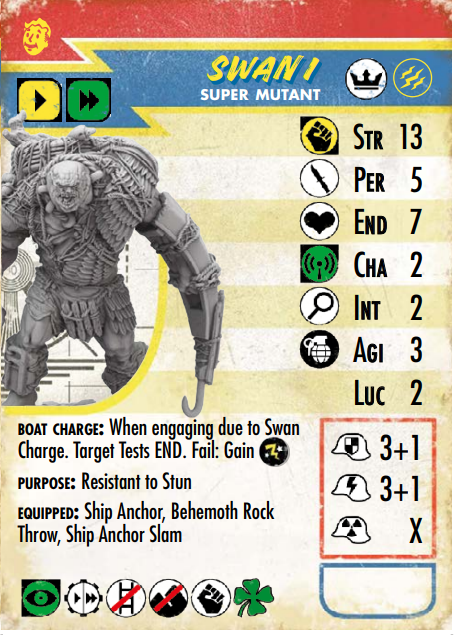 SWAN 1
SUPER MUTANT
STR 13
PER 5
END 7
CHA 2
INT 2
AGI 3
LUC 2
BOAT CHARGE: When engaging due to Swan
Charge. Target Tests END. Fail: Gain
PURPOSE: Resistant to Stun
EQUIPPED: Ship Anchor, Behemoth Rock
Throw, Ship Anchor Slam
3+1
3+1
X